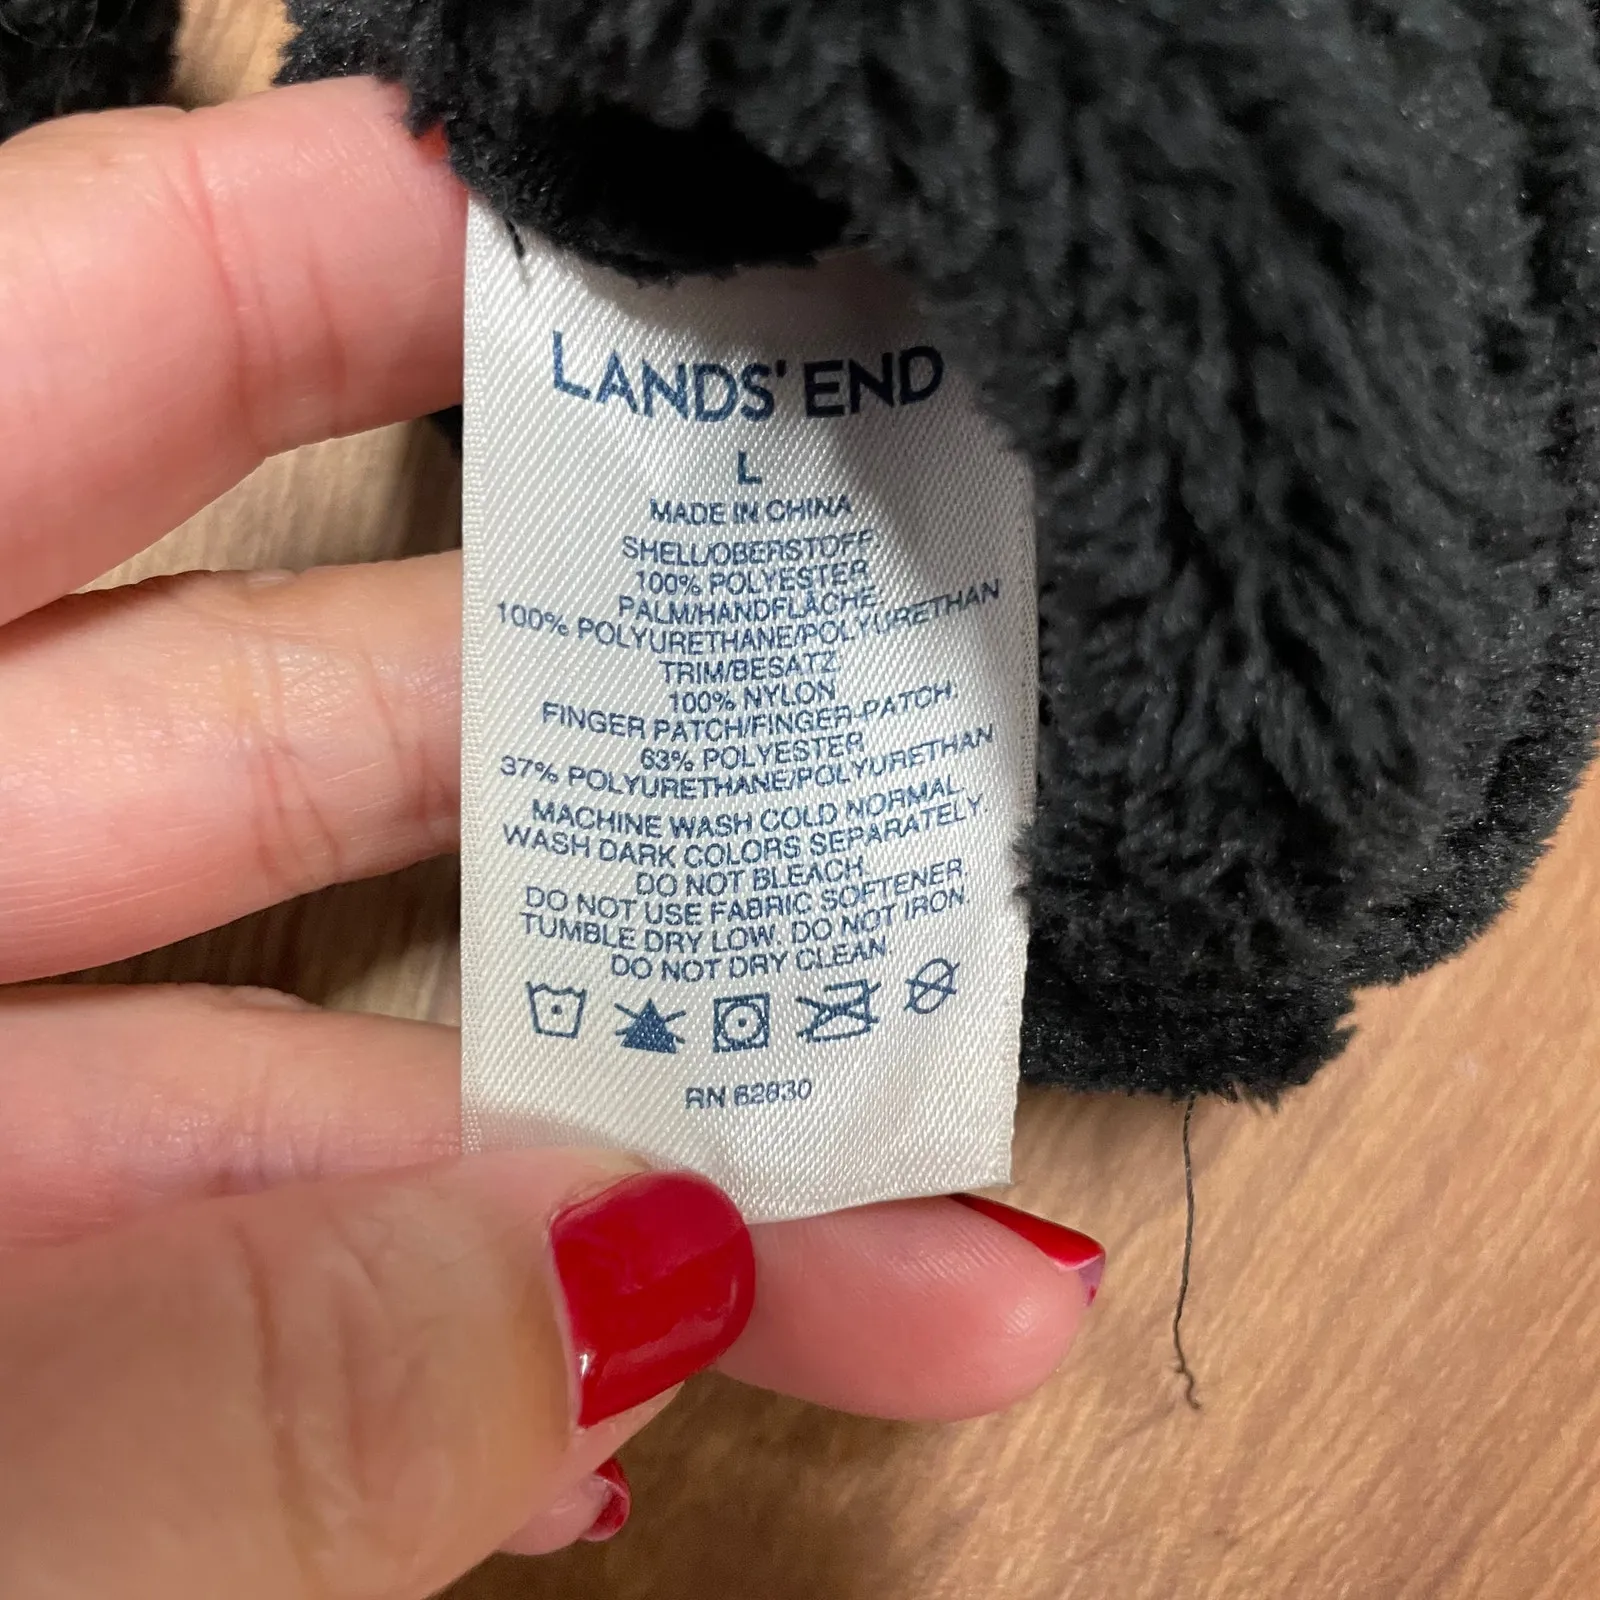 LANDS' END
L
MADE IN CHINA
SHELL/OBERSTOFF
100% POLYESTER
PALM/HANDFLÄCHE
100% POLYURETHANE/POLYURETHAN
TRIM/BESATZ
100% NYLON
FINGER PATCH/FINGER-PATCH
63% POLYESTER
37% POLYURETHANE/POLYURETHAN
MACHINE WASH COLD NORMAL
WASH DARK COLORS SEPARATELY
DO NOT BLEACH
DO NOT USE FABRIC SOFTENER.
TUMBLE DRY LOW. DO NOT IRON.
DO NOT DRY CLEAN
RN 62830